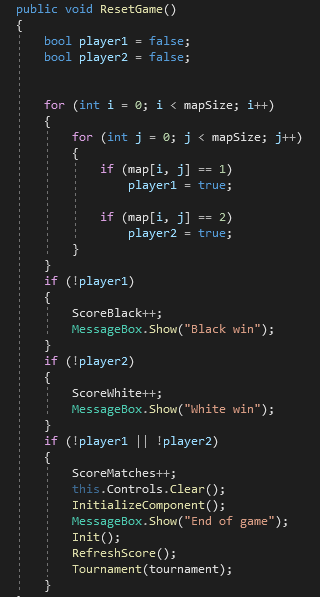 public void ResetGame()
{
    bool player1 = false;
    bool player2 = false;


    for (int i = 0; i < mapSize; i++)
    {
        for (int j = 0; j < mapSize; j++)
        {
            if (map[i, j] == 1)
                player1 = true;

            if (map[i, j] == 2)
                player2 = true;
        }
    }
    if (!player1)
    {
        ScoreBlack++;
        MessageBox.Show("Black win");
    }
    if (!player2)
    {
        ScoreWhite++;
        MessageBox.Show("White win");
    }
    if (!player1 || !player2)
    {
        ScoreMatches++;
        this.Controls.Clear();
        InitializeComponent();
        MessageBox.Show("End of game");
        Init();
        RefreshScore();
        Tournament(tournament);
    }